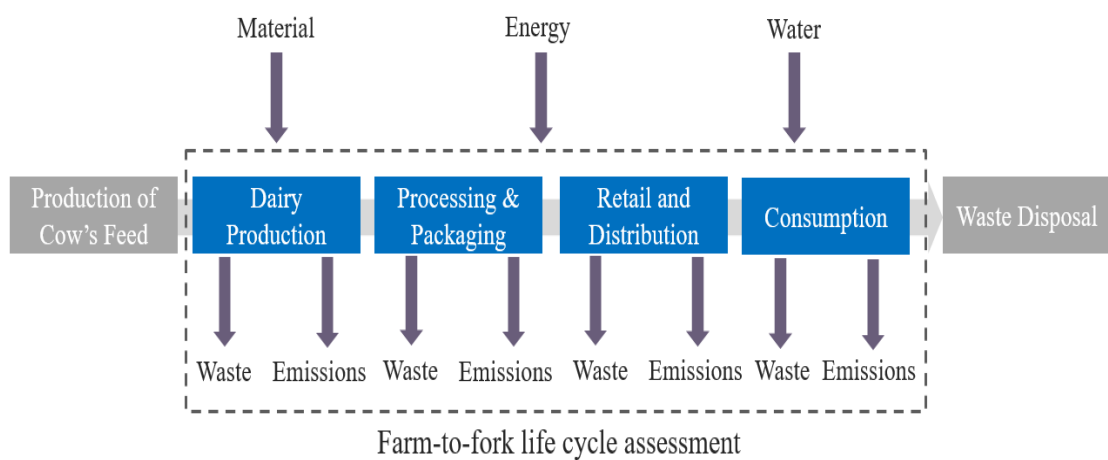 Material
Energy
Water
Production of
Cow's Feed
Dairy
Production
Processing &
Packaging
Retail and
Distribution
Consumption
Waste Disposal
Waste
Emissions
Waste
Emissions
Waste
Emissions
Waste
Emissions
Farm-to-fork life cycle assessment